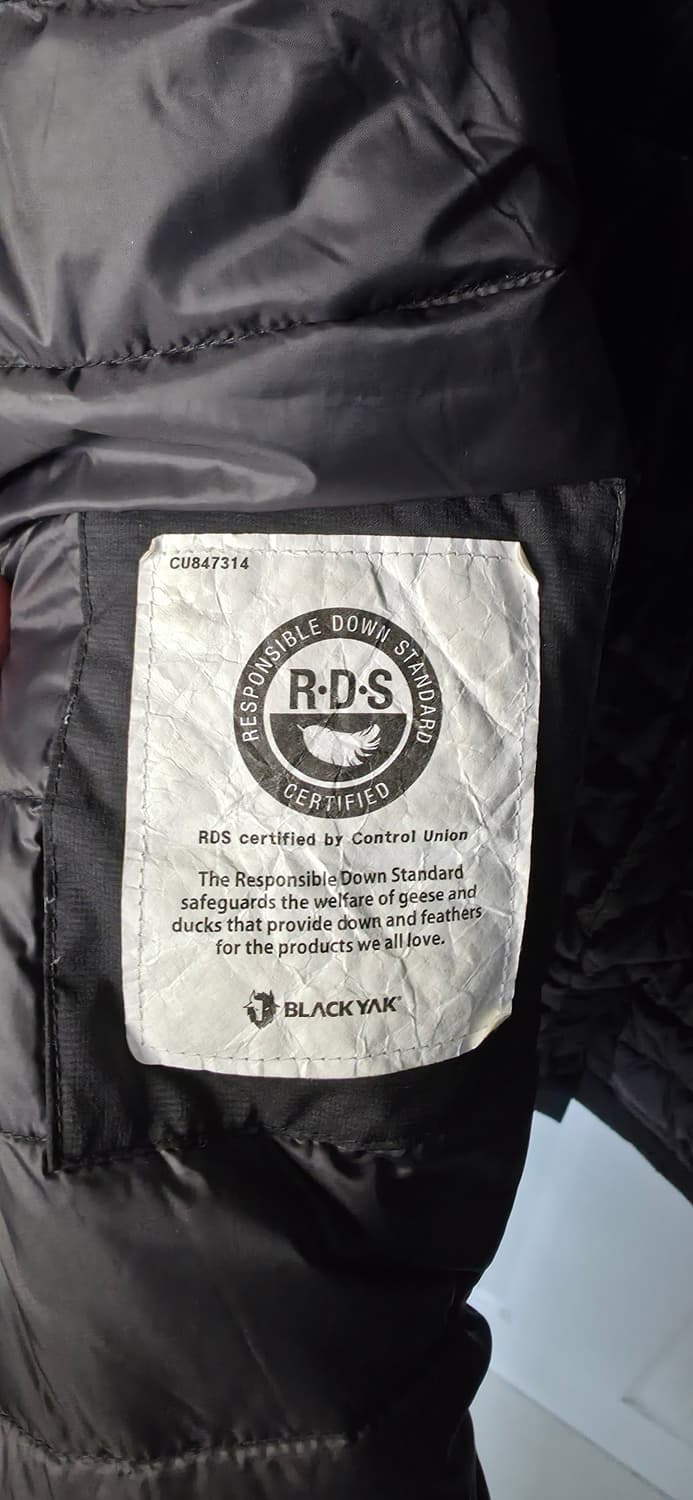 CU847314
RESPONSIBLE DOWN STANDARD
R·D·S
CERTIFIED
RDS certified by Control Union
The Responsible Down Standard
safeguards the welfare of geese and
ducks that provide down and feathers
for the products we all love.
BLACKYAK®